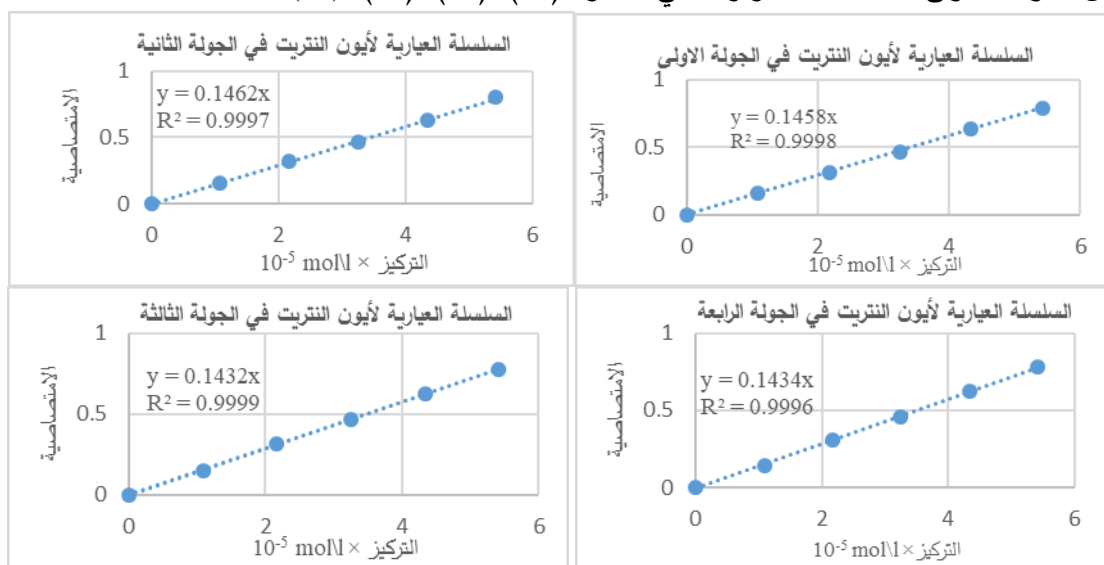 السلسلة العيارية لأيون النتريت في الجولة الثانية
1
y = 0.1462x
R² = 0.9997
0.5
0
0 2 4 6
الامتصاصية
التركيز × 10⁻⁵ mol\l
السلسلة العيارية لأيون النتريت في الجولة الاولى
1
y = 0.1458x
R² = 0.9998
0.5
0
0 2 4 6
الامتصاصية
التركيز × 10⁻⁵ mol\l
السلسلة العيارية لأيون النتريت في الجولة الثالثة
1
y = 0.1432x
R² = 0.9999
0.5
0
0 2 4 6
الامتصاصية
التركيز × 10⁻⁵ mol\l
السلسلة العيارية لأيون النتريت في الجولة الرابعة
1
y = 0.1434x
R² = 0.9996
0.5
0
0 2 4 6
الامتصاصية
التركيز × 10⁻⁵ mol\l